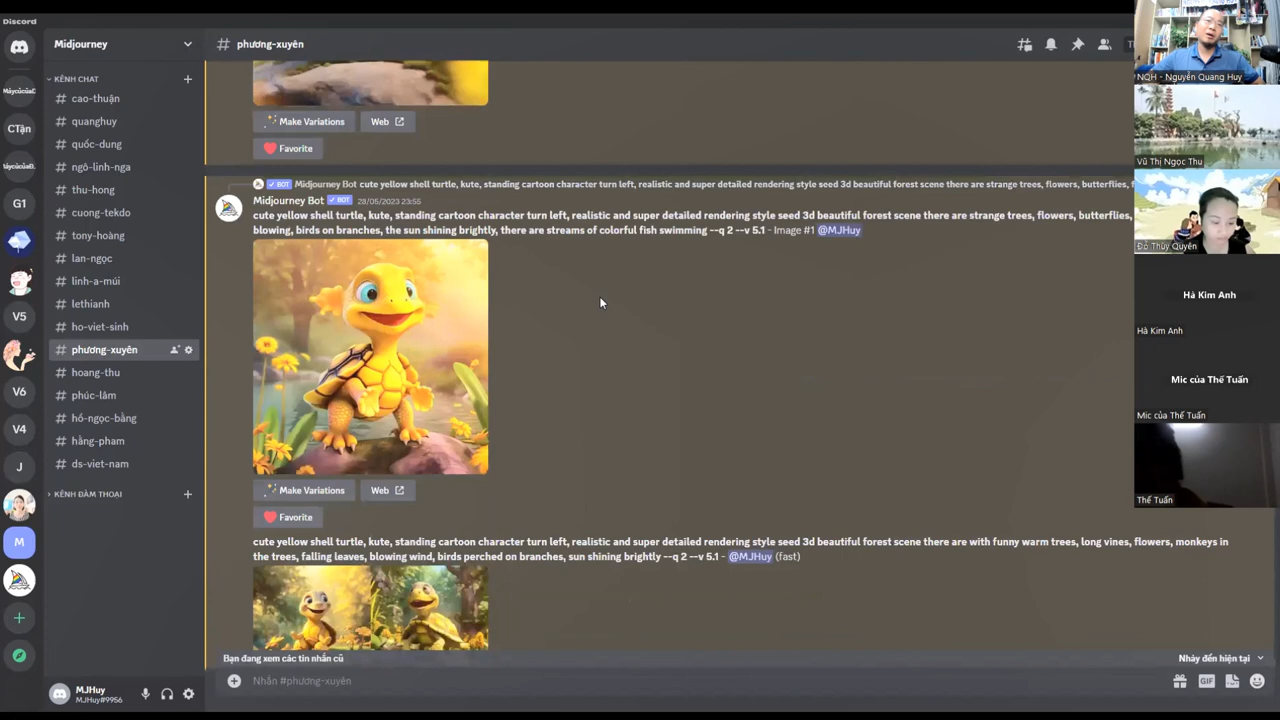 Discord
Midjourney
phương-xuyên
KÊNH CHAT
cao-thuận
quanghuy
quốc-dung
ngô-linh-nga
thu-hong
cuong-tekdo
tony-hoàng
lan-ngọc
linh-a-múi
lethianh
ho-viet-sinh
phương-xuyên
hoang-thu
phúc-lâm
hồ-ngọc-bằng
hằng-pham
ds-viet-nam
KÊNH ĐÀM THOẠI
CTận
G1
V5
V6
V4
J
M
MJHuy
MJHuy#9956
Make Variations
Web
Favorite
BOT Midjourney Bot cute yellow shell turtle, kute, standing cartoon character turn left, realistic and super detailed rendering style seed 3d beautiful forest scene there are strange trees, flowers, butterflies,
Midjourney Bot BOT 28/05/2023 23:55
cute yellow shell turtle, kute, standing cartoon character turn left, realistic and super detailed rendering style seed 3d beautiful forest scene there are strange trees, flowers, butterflies,
blowing, birds on branches, the sun shining brightly, there are streams of colorful fish swimming --q 2 --v 5.1 - Image #1 @MJHuy
Make Variations
Web
Favorite
cute yellow shell turtle, kute, standing cartoon character turn left, realistic and super detailed rendering style seed 3d beautiful forest scene there are with funny warm trees, long vines, flowers, monkeys in
the trees, falling leaves, blowing wind, birds perched on branches, sun shining brightly --q 2 --v 5.1 - @MJHuy (fast)
Bạn đang xem các tin nhắn cũ
Nhảy đến hiện tại
Nhắn #phương-xuyên
GIF
NQH - Nguyễn Quang Huy
Vũ Thị Ngọc Thu
Đỗ Thùy Quyên
Hà Kim Anh
Hà Kim Anh
Mic của Thế Tuấn
Mic của Thế Tuấn
Thế Tuấn